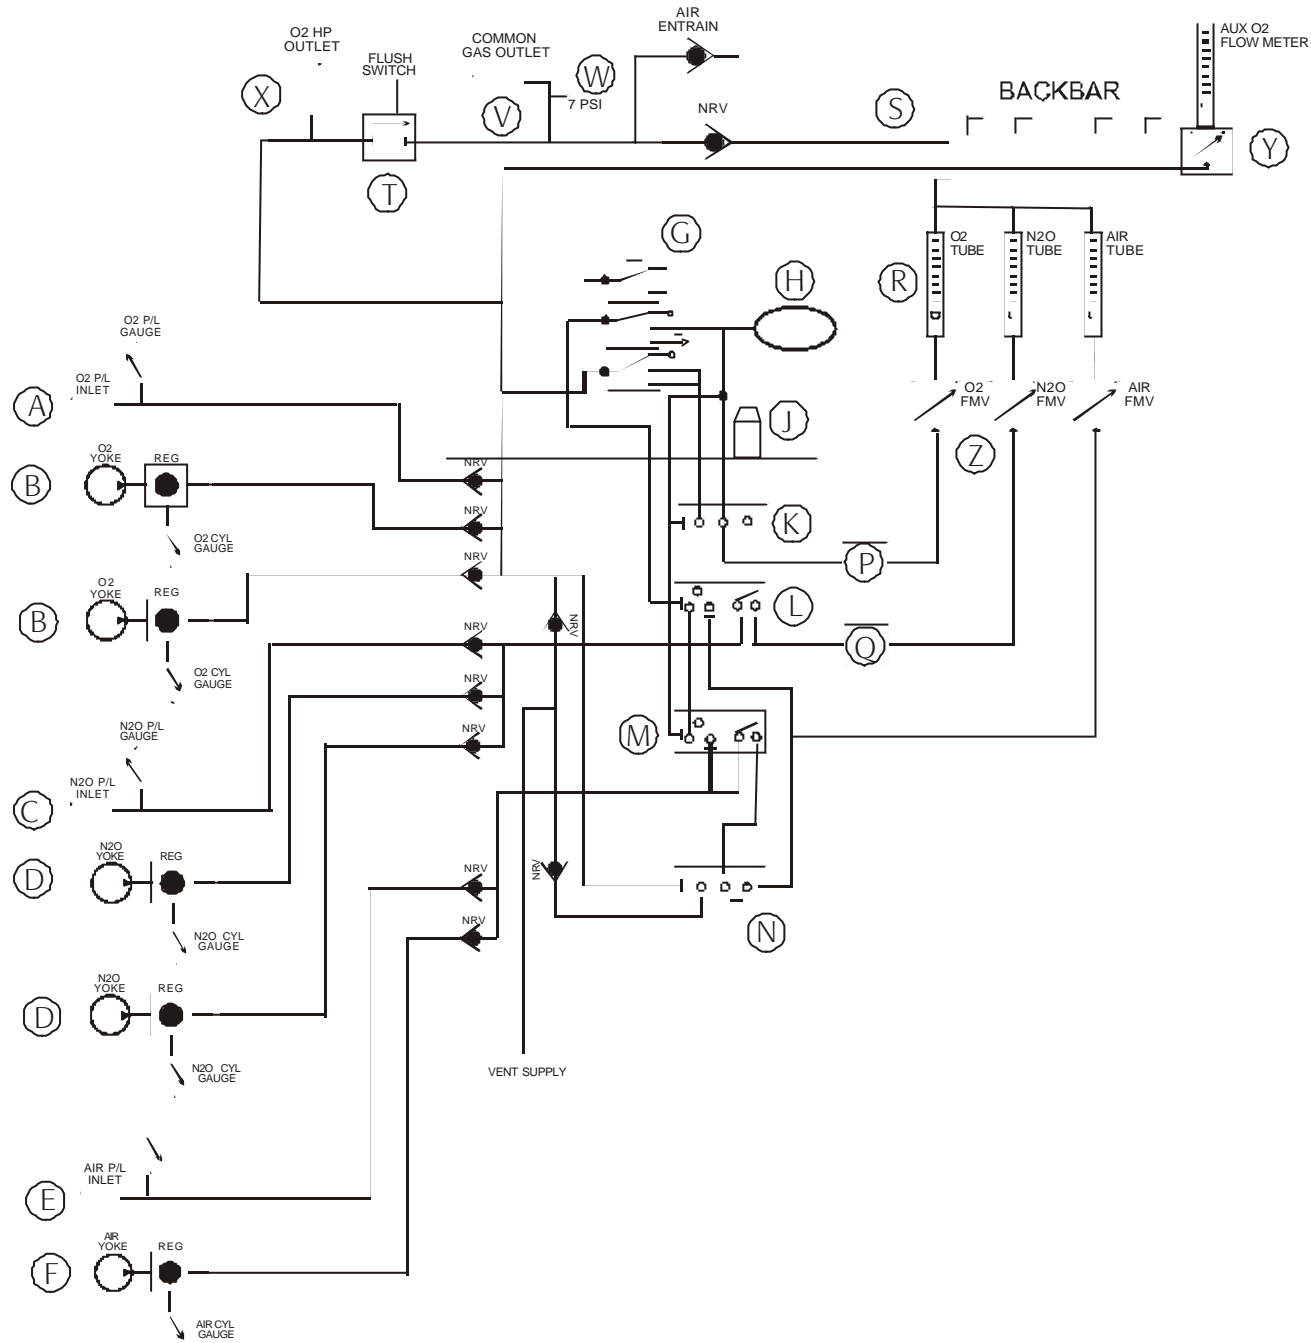 O2 HP
OUTLET
FLUSH
SWITCH
COMMON
GAS OUTLET
W
7 PSI
AIR
ENTRAIN
AUX O2
FLOW METER
X
V
NRV
S
BACKBAR
Y
T
G
O2
TUBE
N2O
TUBE
AIR
TUBE
R
H
O2 P/L
GAUGE
O2 P/L
INLET
A
O2
FMV
N2O
FMV
AIR
FMV
J
Z
O2
YOKE
REG
B
NRV
NRV
K
O2 CYL
GAUGE
NRV
P
O2
YOKE
REG
B
NRV
L
NRV
Q
O2 CYL
GAUGE
NRV
N2O P/L
GAUGE
NRV
M
N2O P/L
INLET
C
N2O
YOKE
REG
D
NRV
NRV
NRV
N
N2O CYL
GAUGE
N2O
YOKE
REG
D
N2O CYL
GAUGE
VENT SUPPLY
AIR P/L
INLET
E
AIR
YOKE
REG
F
AIR CYL
GAUGE